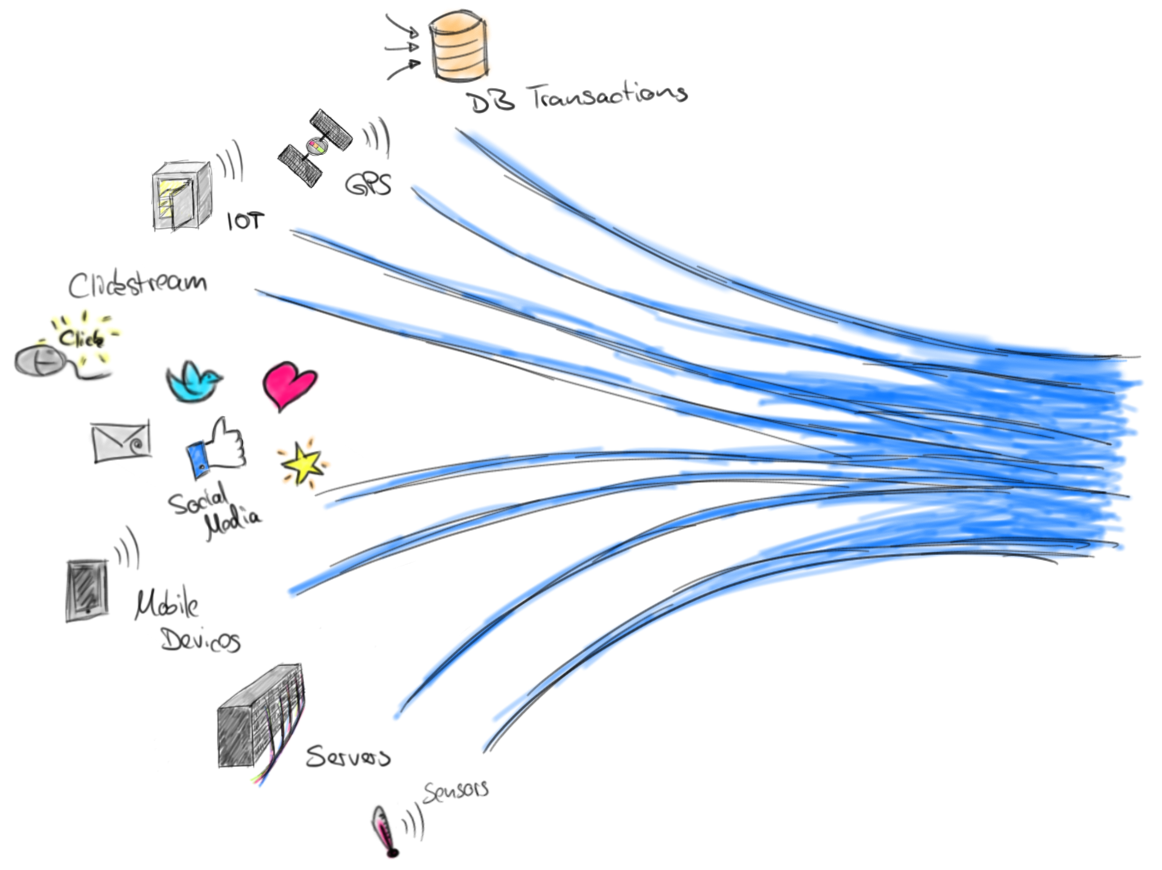 DB Transactions
GPS
IOT
Clickstream
Click
Social
Media
Mobile
Devices
Servers
Sensors